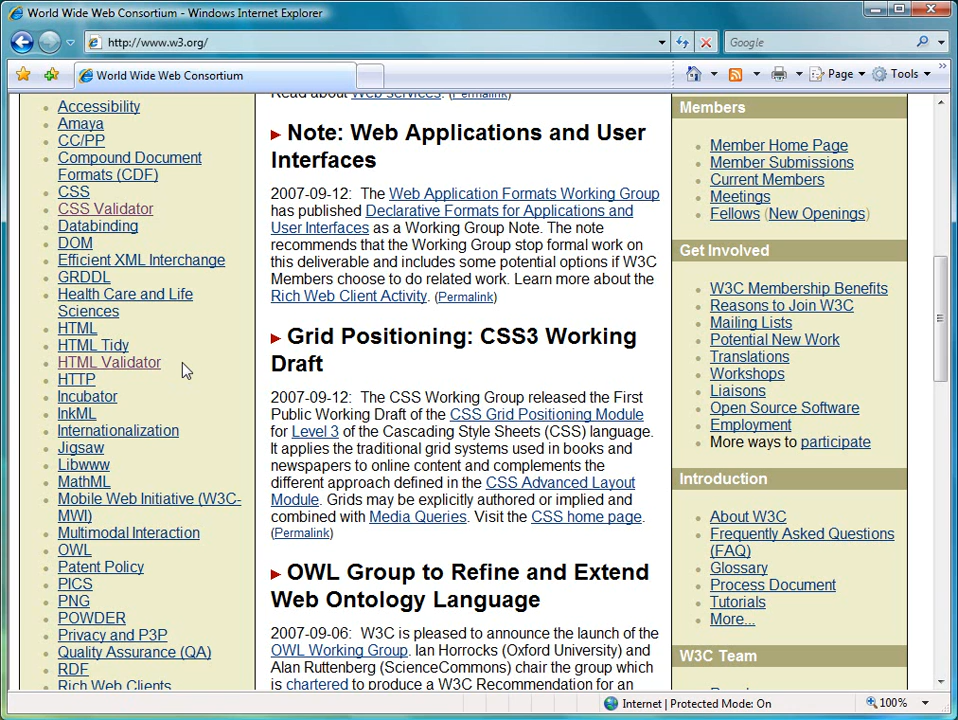 World Wide Web Consortium - Windows Internet Explorer
http://www.w3.org/
Google
World Wide Web Consortium
Page
Tools
Accessibility
Amaya
CC/PP
Compound Document
Formats (CDF)
CSS
CSS Validator
Databinding
DOM
Efficient XML Interchange
GRDDL
Health Care and Life
Sciences
HTML
HTML Tidy
HTML Validator
HTTP
Incubator
InkML
Internationalization
Jigsaw
Libwww
MathML
Mobile Web Initiative (W3C-
MWI)
Multimodal Interaction
OWL
Patent Policy
PICS
PNG
POWDER
Privacy and P3P
Quality Assurance (QA)
RDF
Rich Web Clients
Read about Web services. (Permalink)
Note: Web Applications and User
Interfaces
2007-09-12: The Web Application Formats Working Group
has published Declarative Formats for Applications and
User Interfaces as a Working Group Note. The note
recommends that the Working Group stop formal work on
this deliverable and includes some potential options if W3C
Members choose to do related work. Learn more about the
Rich Web Client Activity. (Permalink)
Grid Positioning: CSS3 Working
Draft
2007-09-12: The CSS Working Group released the First
Public Working Draft of the CSS Grid Positioning Module
for Level 3 of the Cascading Style Sheets (CSS) language.
It applies the traditional grid systems used in books and
newspapers to online content and complements the
different approach defined in the CSS Advanced Layout
Module. Grids may be explicitly authored or implied and
combined with Media Queries. Visit the CSS home page.
(Permalink)
OWL Group to Refine and Extend
Web Ontology Language
2007-09-06: W3C is pleased to announce the launch of the
OWL Working Group. Ian Horrocks (Oxford University) and
Alan Ruttenberg (ScienceCommons) chair the group which
is chartered to produce a W3C Recommendation for an
Members
Member Home Page
Member Submissions
Current Members
Meetings
Fellows (New Openings)
Get Involved
W3C Membership Benefits
Reasons to Join W3C
Mailing Lists
Potential New Work
Translations
Workshops
Liaisons
Open Source Software
Employment
More ways to participate
Introduction
About W3C
Frequently Asked Questions
(FAQ)
Glossary
Process Document
Tutorials
More...
W3C Team
Internet | Protected Mode: On
100%